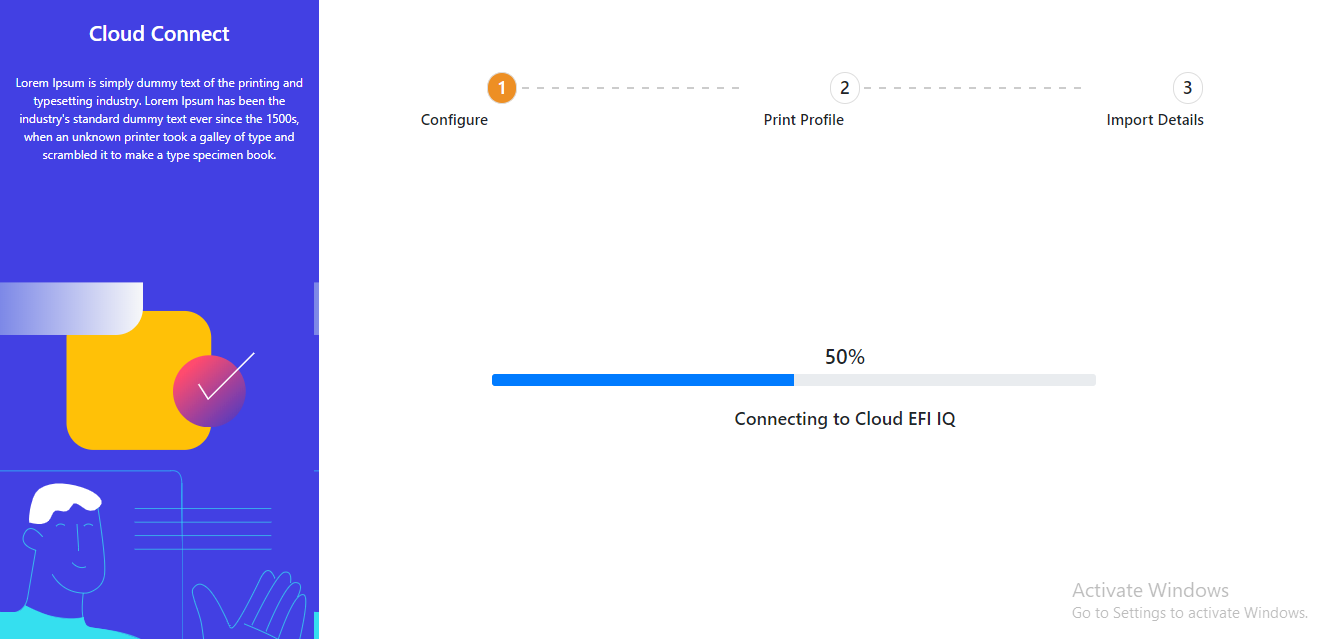 Cloud Connect
Lorem Ipsum is simply dummy text of the printing and
typesetting industry. Lorem Ipsum has been the
industry's standard dummy text ever since the 1500s,
when an unknown printer took a galley of type and
scrambled it to make a type specimen book.
1
2
3
Configure
Print Profile
Import Details
50%
Connecting to Cloud EFI IQ
Activate Windows
Go to Settings to activate Windows.